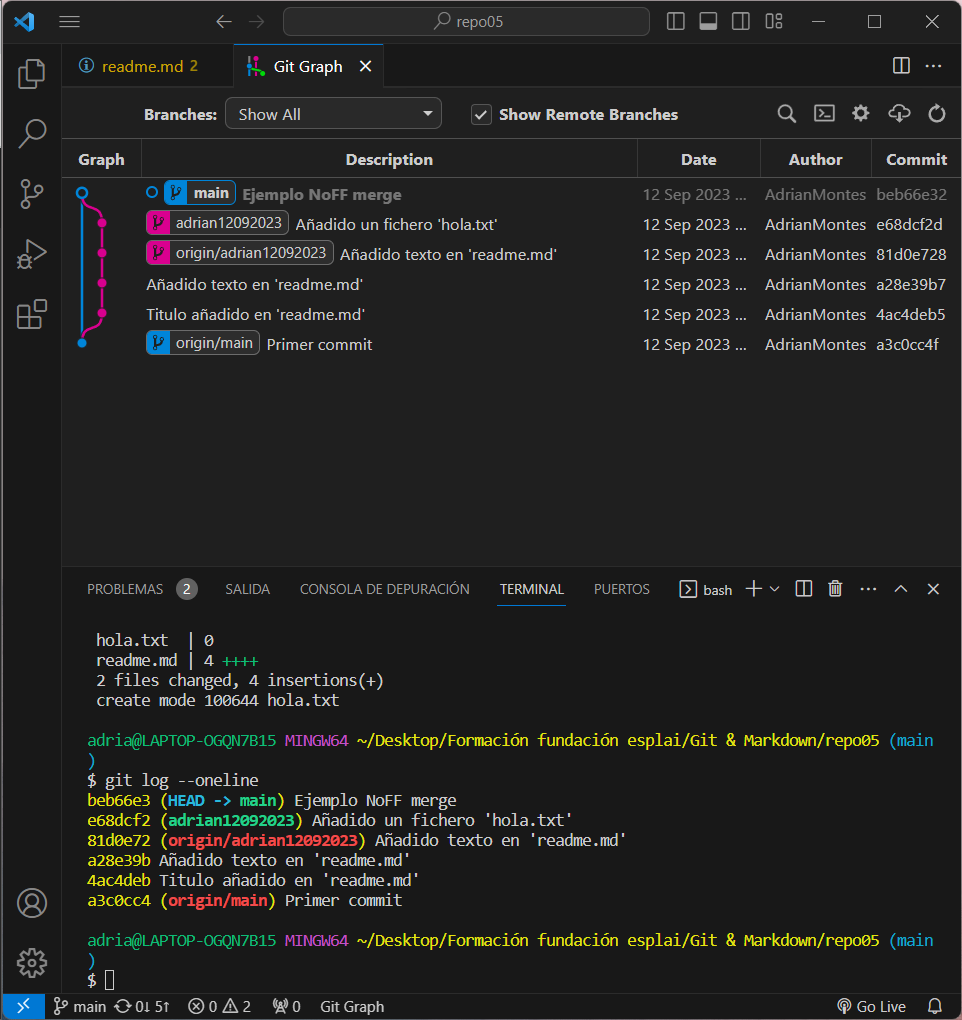 repo05
readme.md 2
Git Graph
Branches: Show All Show Remote Branches
Graph Description Date Author Commit
main Ejemplo NoFF merge 12 Sep 2023 ... AdrianMontes beb66e32
adrian12092023 Añadido un fichero 'hola.txt' 12 Sep 2023 ... AdrianMontes e68dcf2d
origin/adrian12092023 Añadido texto en 'readme.md' 12 Sep 2023 ... AdrianMontes 81d0e728
Añadido texto en 'readme.md' 12 Sep 2023 ... AdrianMontes a28e39b7
Titulo añadido en 'readme.md' 12 Sep 2023 ... AdrianMontes 4ac4deb5
origin/main Primer commit 12 Sep 2023 ... AdrianMontes a3c0cc4f
PROBLEMAS 2 SALIDA CONSOLA DE DEPURACIÓN TERMINAL PUERTOS bash
hola.txt | 0
readme.md | 4 ++++
2 files changed, 4 insertions(+)
create mode 100644 hola.txt
adria@LAPTOP-OGQN7B15 MINGW64 ~/Desktop/Formación fundación esplai/Git & Markdown/repo05 (main
)
$ git log --oneline
beb66e3 (HEAD -> main) Ejemplo NoFF merge
e68dcf2 (adrian12092023) Añadido un fichero 'hola.txt'
81d0e72 (origin/adrian12092023) Añadido texto en 'readme.md'
a28e39b Añadido texto en 'readme.md'
4ac4deb Titulo añadido en 'readme.md'
a3c0cc4 (origin/main) Primer commit
adria@LAPTOP-OGQN7B15 MINGW64 ~/Desktop/Formación fundación esplai/Git & Markdown/repo05 (main
)
$
main 0↓ 5↑ 0 2 0 Git Graph Go Live